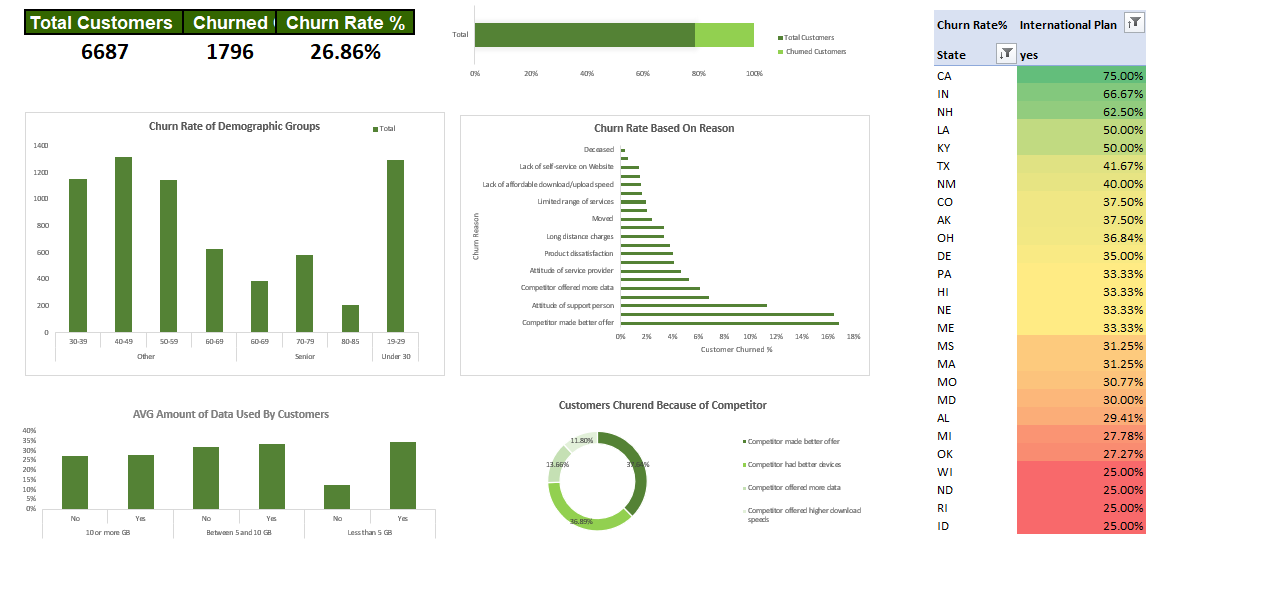 Total Customers
Churned
Churn Rate %
6687
1796
26.86%
Total
Total Customers
Churned Customers
0%
20%
40%
60%
80%
100%
Churn Rate of Demographic Groups
Total
1400
1200
1000
800
600
400
200
0
30-39
40-49
50-59
60-69
60-69
70-79
80-85
19-29
Other
Senior
Under 30
Churn Rate Based On Reason
Churn Reason
Deceased
Lack of self-service on Website
Lack of affordable download/upload speed
Limited range of services
Moved
Long distance charges
Product dissatisfaction
Attitude of service provider
Competitor offered more data
Attitude of support person
Competitor made better offer
0%
2%
4%
6%
8%
10%
12%
14%
16%
18%
Customer Churned %
AVG Amount of Data Used By Customers
40%
35%
30%
25%
20%
15%
10%
5%
0%
No
Yes
No
Yes
No
Yes
10 or more GB
Between 5 and 10 GB
Less than 5 GB
Customers Churend Because of Competitor
11.80%
13.66%
36.89%
Competitor made better offer
Competitor had better devices
Competitor offered more data
Competitor offered higher download
speeds
Churn Rate% International Plan
State yes
CA 75.00%
IN 66.67%
NH 62.50%
LA 50.00%
KY 50.00%
TX 41.67%
NM 40.00%
CO 37.50%
AK 37.50%
OH 36.84%
DE 35.00%
PA 33.33%
HI 33.33%
NE 33.33%
ME 33.33%
MS 31.25%
MA 31.25%
MO 30.77%
MD 30.00%
AL 29.41%
MI 27.78%
OK 27.27%
WI 25.00%
ND 25.00%
RI 25.00%
ID 25.00%